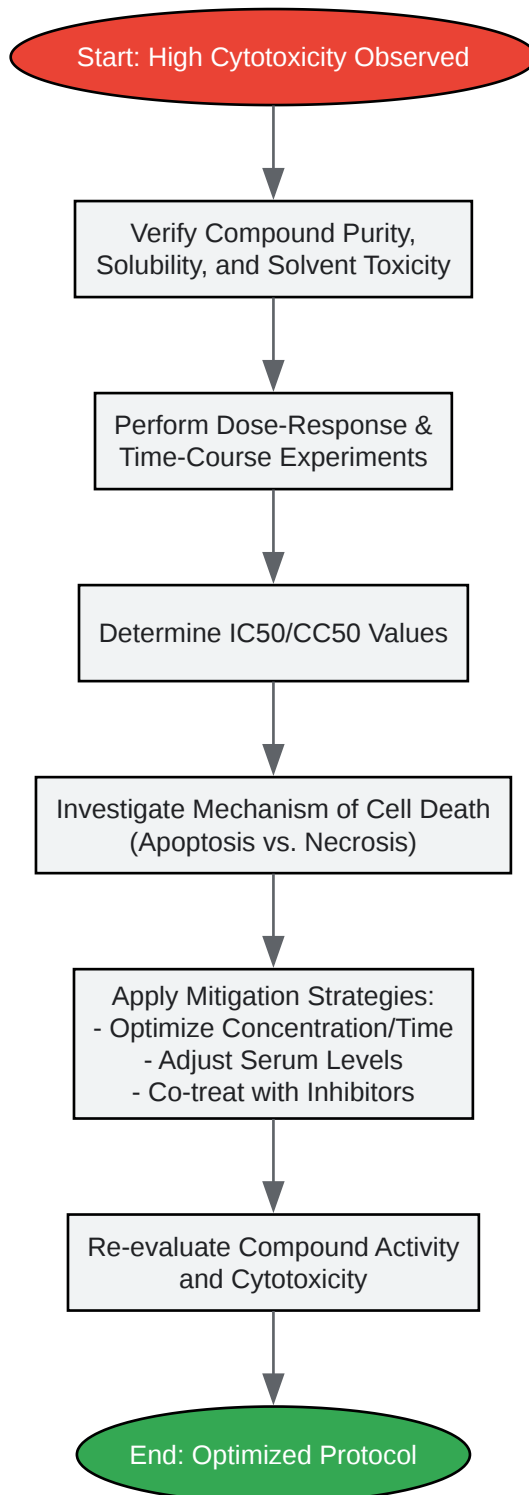 Start: High Cytotoxicity Observed
Verify Compound Purity,
Solubility, and Solvent Toxicity
Perform Dose-Response &
Time-Course Experiments
Determine IC50/CC50 Values
Investigate Mechanism of Cell Death
(Apoptosis vs. Necrosis)
Apply Mitigation Strategies:
- Optimize Concentration/Time
- Adjust Serum Levels
- Co-treat with Inhibitors
Re-evaluate Compound Activity
and Cytotoxicity
End: Optimized Protocol